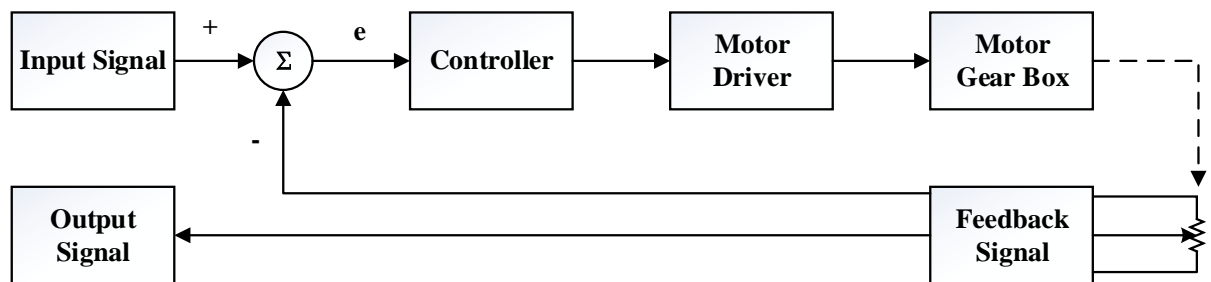 +
e
Input Signal
Σ
Controller
Motor
Driver
Motor
Gear Box
-
Output
Signal
Feedback
Signal